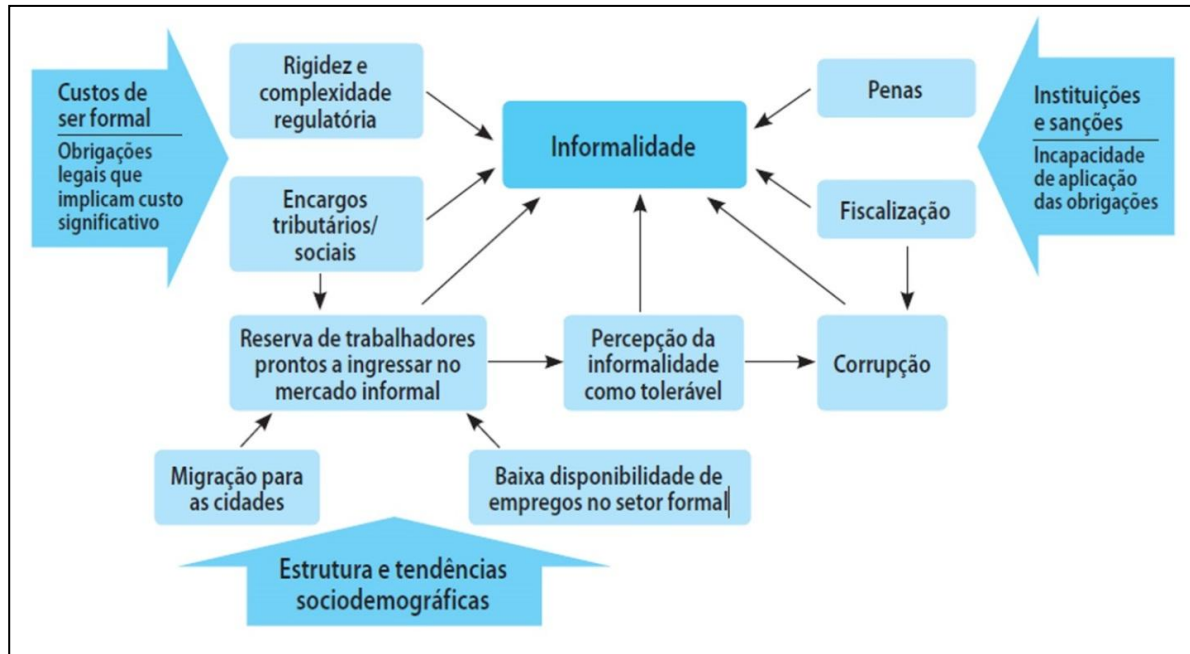 Custos de
ser formal
Obrigações
legais que
implicam custo
significativo
Rigidez e
complexidade
regulatória
Encargos
tributários/
sociais
Informalidade
Penas
Fiscalização
Instituições
e sanções
Incapacidade
de aplicação
das obrigações
Reserva de trabalhadores
prontos a ingressar no
mercado informal
Percepção da
informalidade
como tolerável
Corrupção
Migração para
as cidades
Baixa disponibilidade de
empregos no setor formal
Estrutura e tendências
sociodemográficas